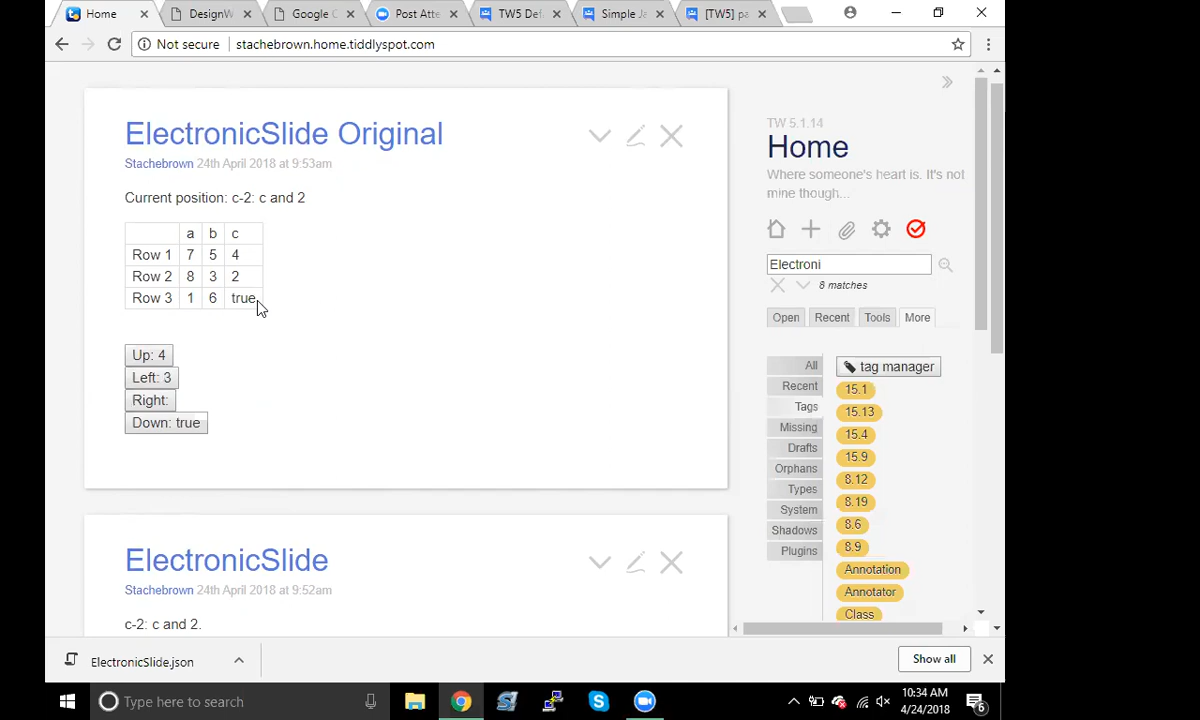 Home
DesignW
Google C
Post Atte
TW5 Def
Simple Ja
[TW5] pa
Not secure
stachebrown.home.tiddlyspot.com
ElectronicSlide Original
Stachebrown 24th April 2018 at 9:53am
Current position: c-2: c and 2
a b c
Row 1 7 5 4
Row 2 8 3 2
Row 3 1 6 true
Up: 4
Left: 3
Right:
Down: true
ElectronicSlide
Stachebrown 24th April 2018 at 9:52am
c-2: c and 2.
TW 5.1.14
Home
Where someone's heart is. It's not
mine though...
Electroni
8 matches
Open Recent Tools More
All
Recent
Tags
Missing
Drafts
Orphans
Types
System
Shadows
Plugins
tag manager
15.1
15.13
15.4
15.9
8.12
8.19
8.6
8.9
Annotation
Annotator
Class
ElectronicSlide.json
Show all
Type here to search
10:34 AM
4/24/2018
6